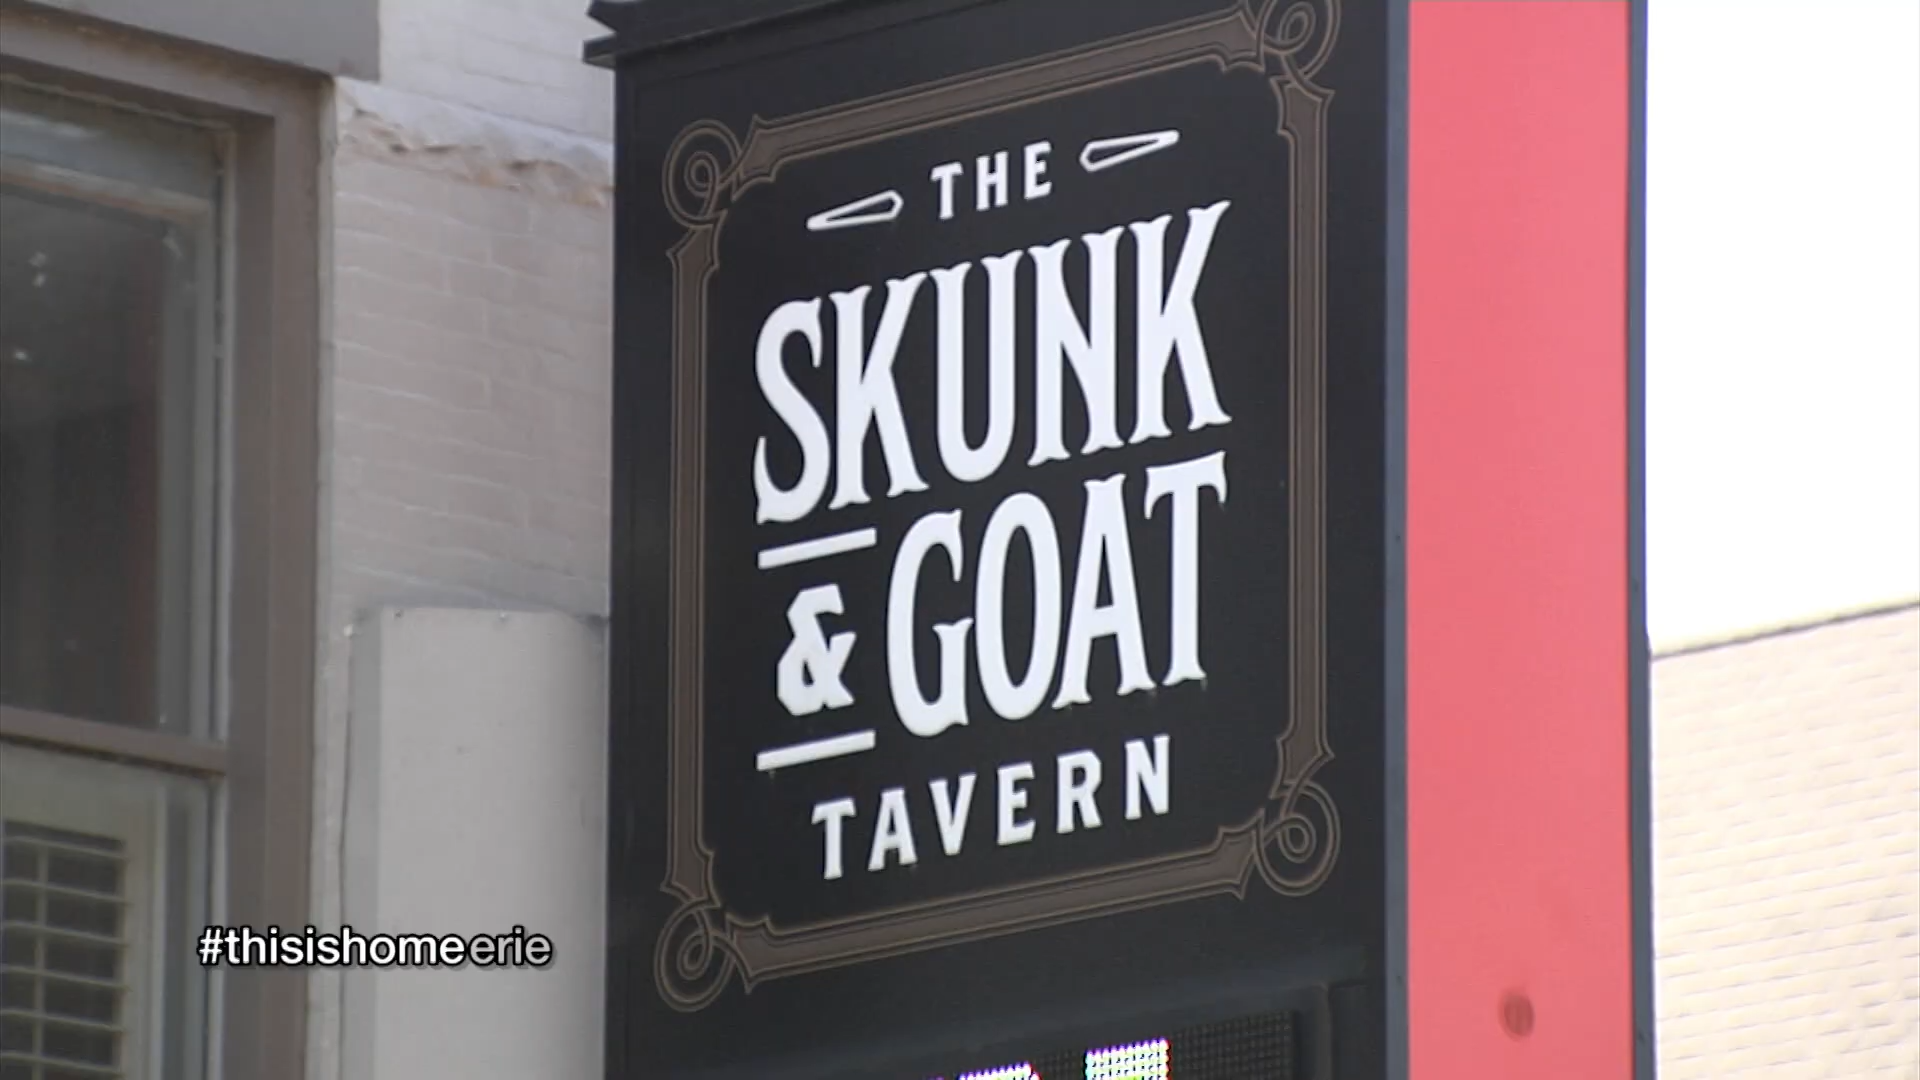 THE
SKUNK
& GOAT
TAVERN
#thisishomeerie